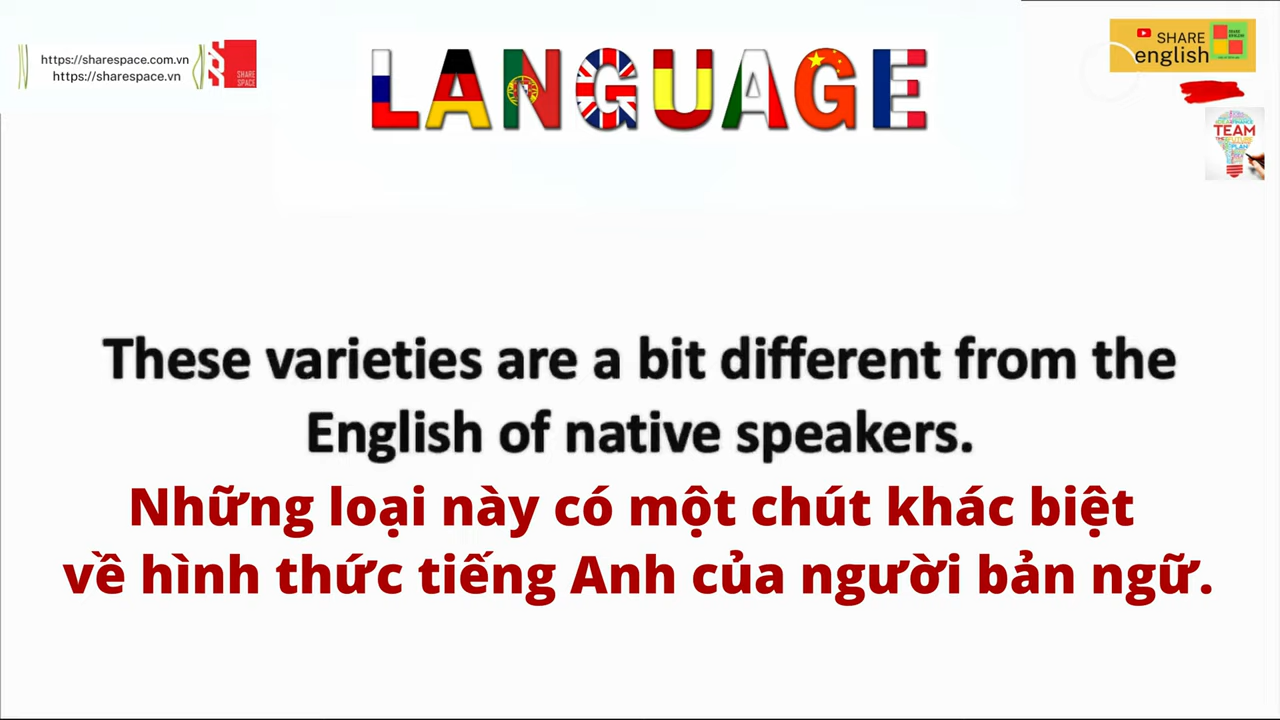 https://sharespace.com.vn
https://sharespace.vn
SHARE
SPACE
LANGUAGE
SHARE
english
TEAM
PLAN
These varieties are a bit different from the
English of native speakers.
Những loại này có một chút khác biệt
về hình thức tiếng Anh của người bản ngữ.